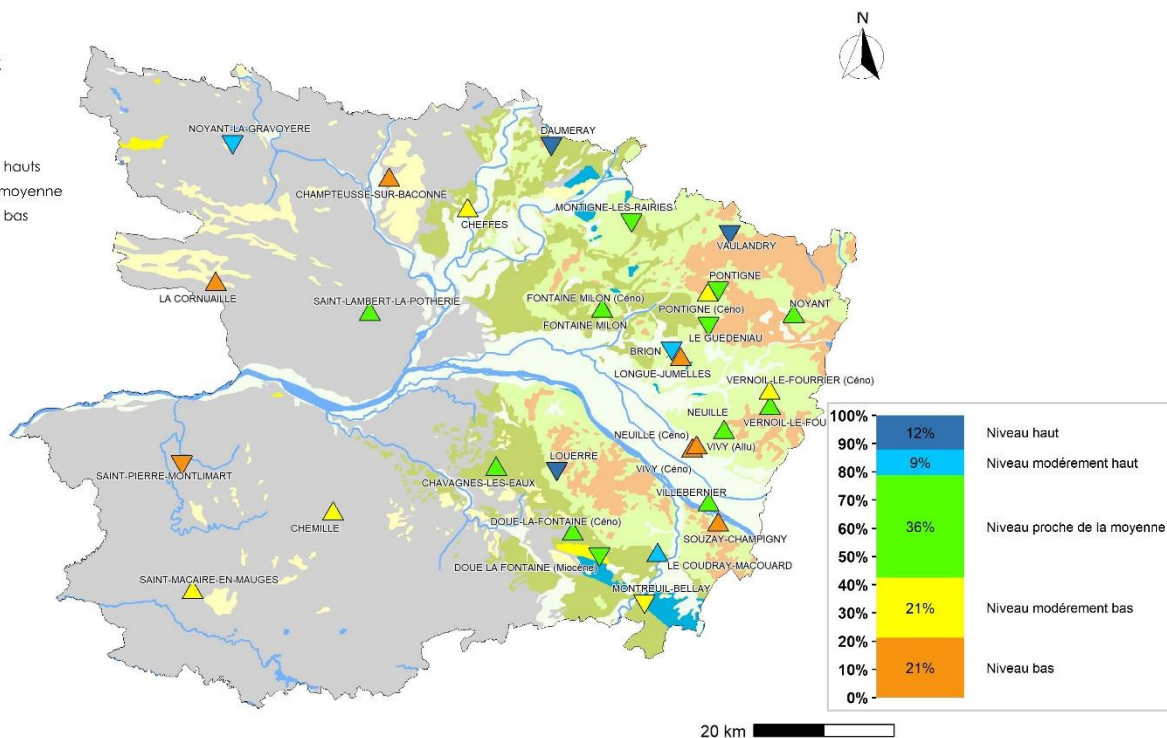 N
hauts
moyenne
bas
NOYANT-LA-GRAVOYERE
DAUMERAY
CHAMPTEUSSE-SUR-BACONNE
CHEFFES
MONTIGNE-LES-RAIRIES
VAULANDRY
LA CORNUAILLE
SAINT-LAMBERT-LA-POTHERIE
FONTAINE MILON (Céno)
FONTAINE MILON
PONTIGNE
PONTIGNE (Céno)
NOYANT
LE GUEDENIAU
BRION
LONGUE-JUMELLES
VERNOIL-LE-FOURRIER (Céno)
VERNOIL-LE-FOU
NEUILLE
NEUILLE (Céno)
VIVY (Allu)
VIVY (Céno)
SAINT-PIERRE-MONTLIMART
CHAVAGNES-LES-EAUX
LOUERRE
VILLEBERNIER
CHEMILLE
DOUE-LA-FONTAINE (Céno)
SOUZAY-CHAMPIGNY
DOUE LA FONTAINE (Miocène)
LE COUDRAY-MACOUARD
SAINT-MACAIRE-EN-MAUGES
MONTREUIL-BELLAY
100%
90%
80%
70%
60%
50%
40%
30%
20%
10%
0%
12% Niveau haut
9% Niveau modérement haut
36% Niveau proche de la moyenne
21% Niveau modérement bas
21% Niveau bas
20 km